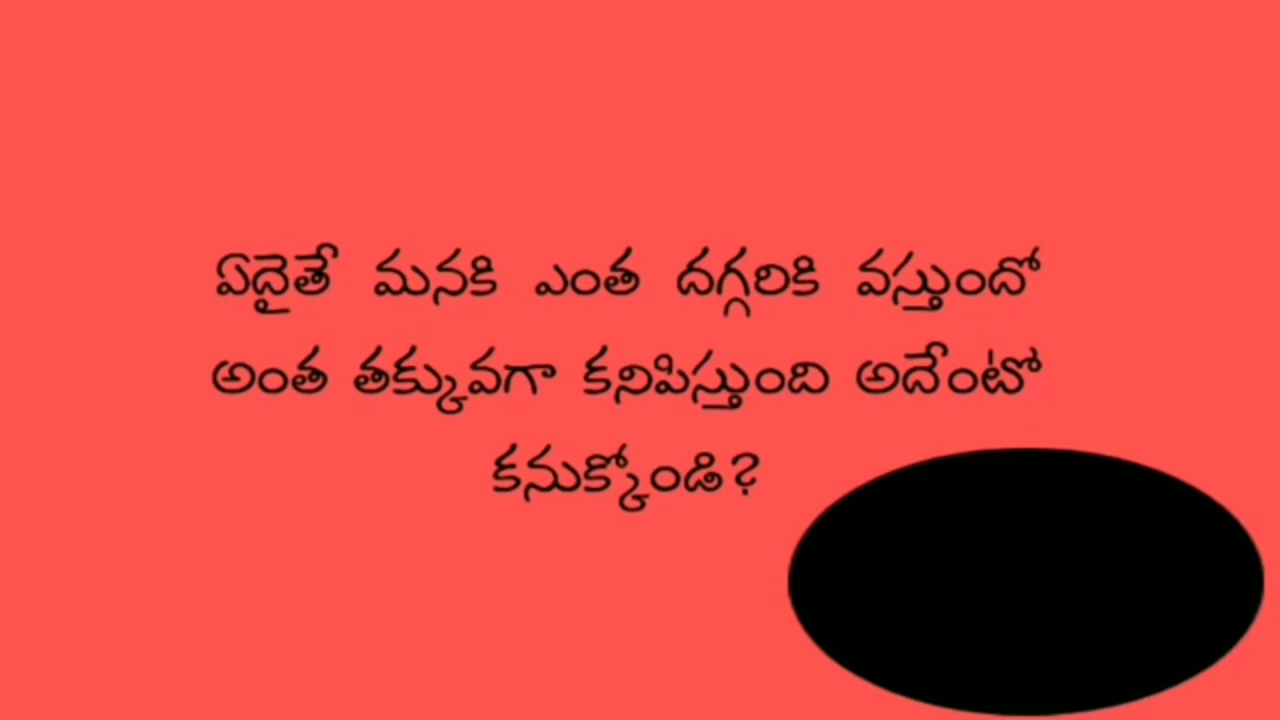 ఏదైతే మనకి ఎంత దగ్గరికి వస్తుందో
అంత తక్కువగా కనిపిస్తుంది అదేంటో
కనుక్కోండి?